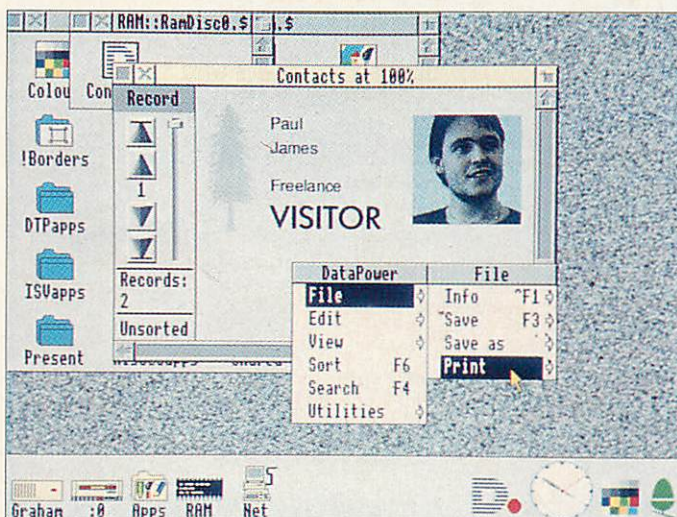 RAM::RamDisc0.$
.$
Contacts at 100%
Colou
Con
Record
Paul
James
!Borders
1
Freelance
VISITOR
DTPapps
ISVapps
Records:
2
Unsorted
Present
DataPower
File
Edit
View
Sort F6
Search F4
Utilities
File
Info ^F1
Save F3
Save as
Print
Graham
:0
Apps
RAM
Net
5